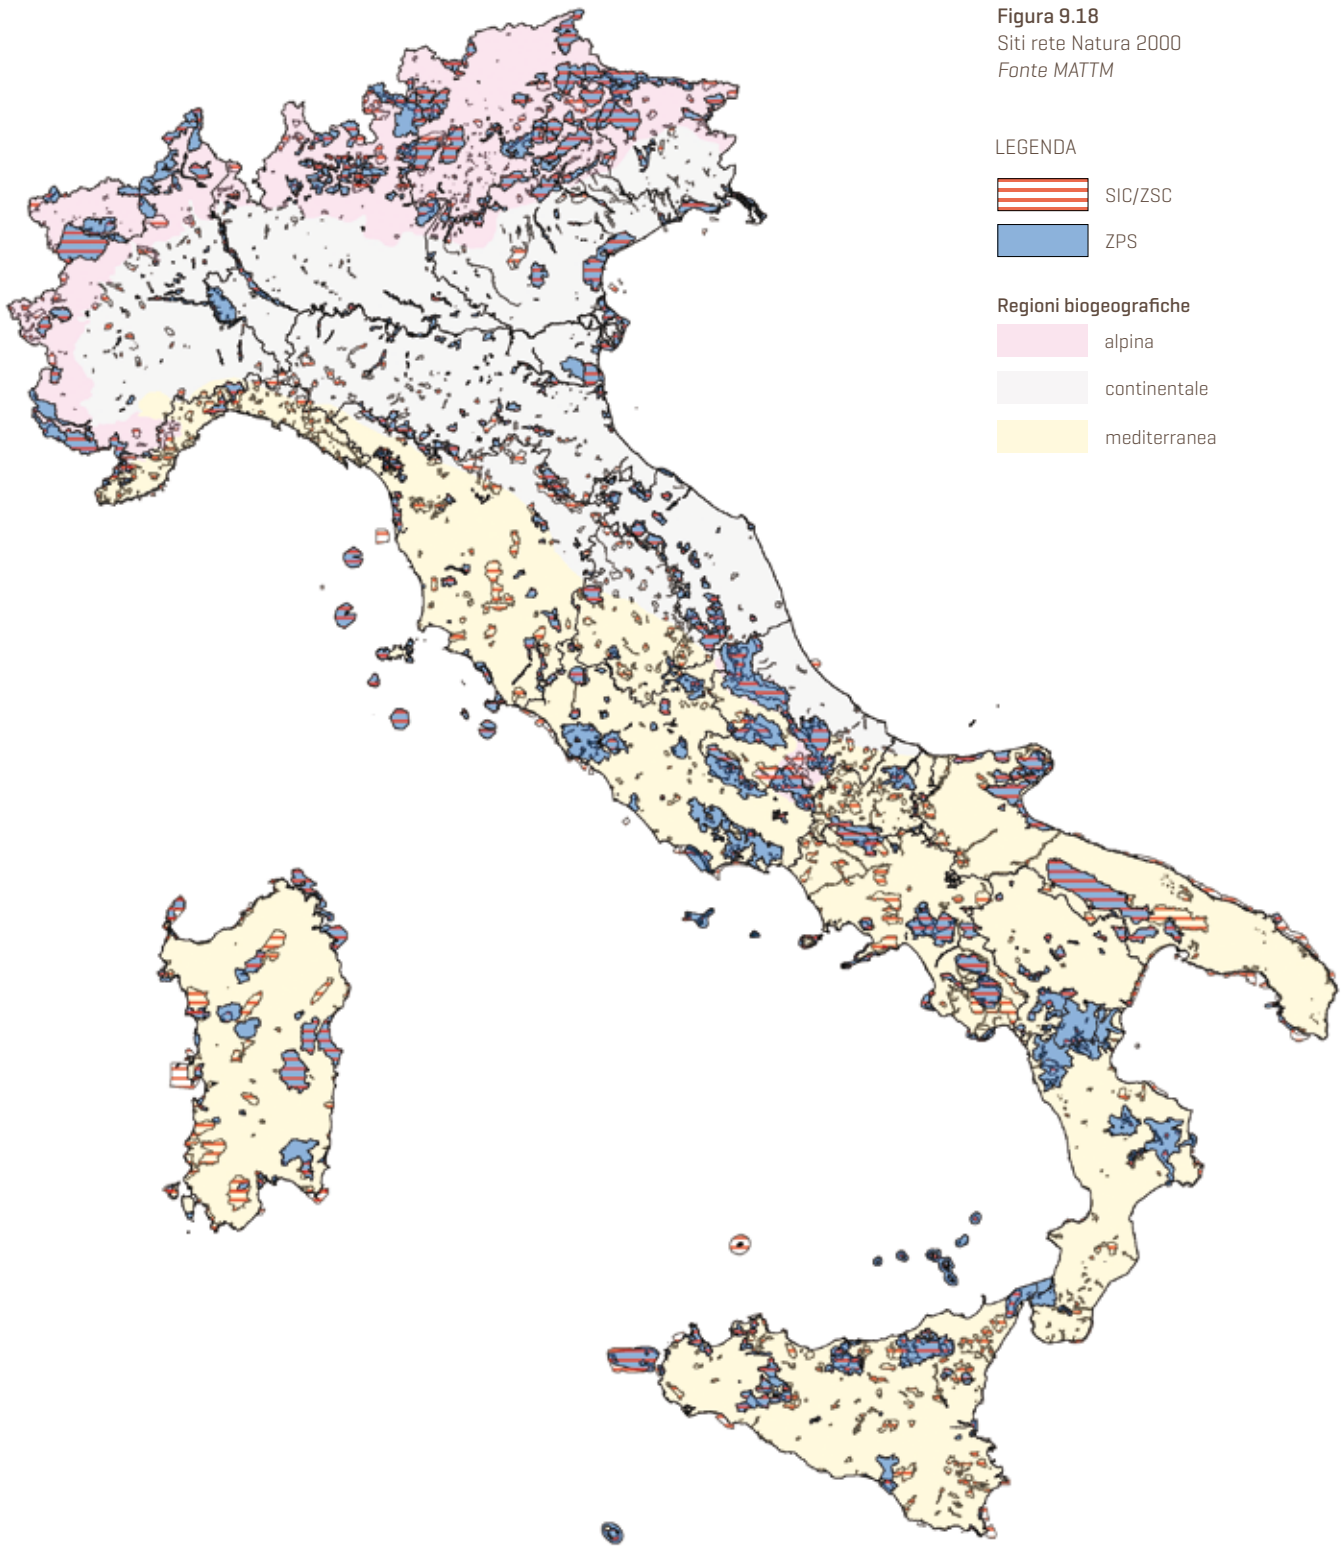 Figura 9.18
Siti rete Natura 2000
Fonte MATTM
LEGENDA
SIC/ZSC
ZPS
Regioni biogeografiche
alpina
continentale
mediterranea